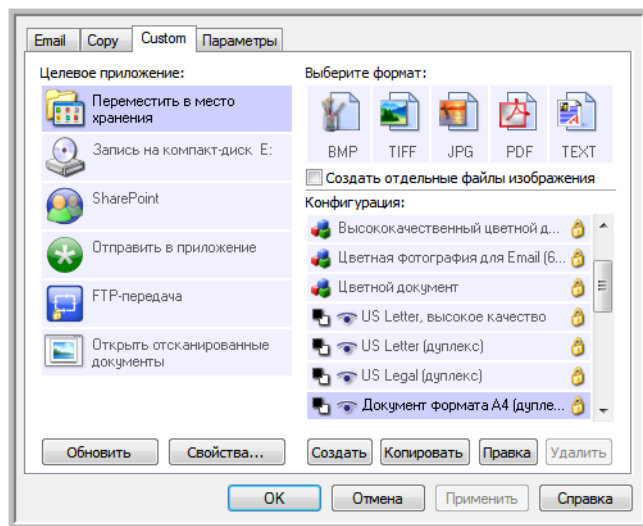 Email Copy Custom Параметры
Целевое приложение:
Переместить в место
хранения
Запись на компакт-диск E:
SharePoint
Отправить в приложение
FTP-передача
Открыть отсканированные
документы
Обновить Свойства...
Выберите формат:
BMP TIFF JPG PDF TEXT
Создать отдельные файлы изображения
Конфигурация:
Высококачественный цветной д...
Цветная фотография для Email (6...
Цветной документ
US Letter, высокое качество
US Letter (дуплекс)
US Legal (дуплекс)
Документ формата A4 (дупле...
Создать Копировать Правка Удалить
OK Отмена Применить Справка